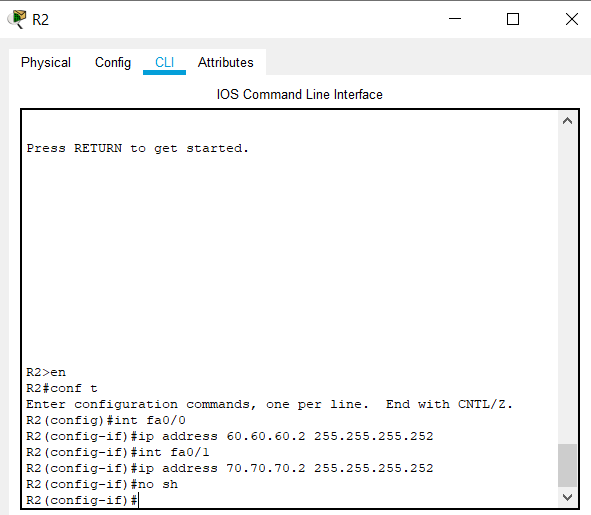 R2
Physical Config CLI Attributes
IOS Command Line Interface
Press RETURN to get started.
R2>en
R2#conf t
Enter configuration commands, one per line.  End with CNTL/Z.
R2(config)#int fa0/0
R2(config-if)#ip address 60.60.60.2 255.255.255.252
R2(config-if)#int fa0/1
R2(config-if)#ip address 70.70.70.2 255.255.255.252
R2(config-if)#no sh
R2(config-if)#